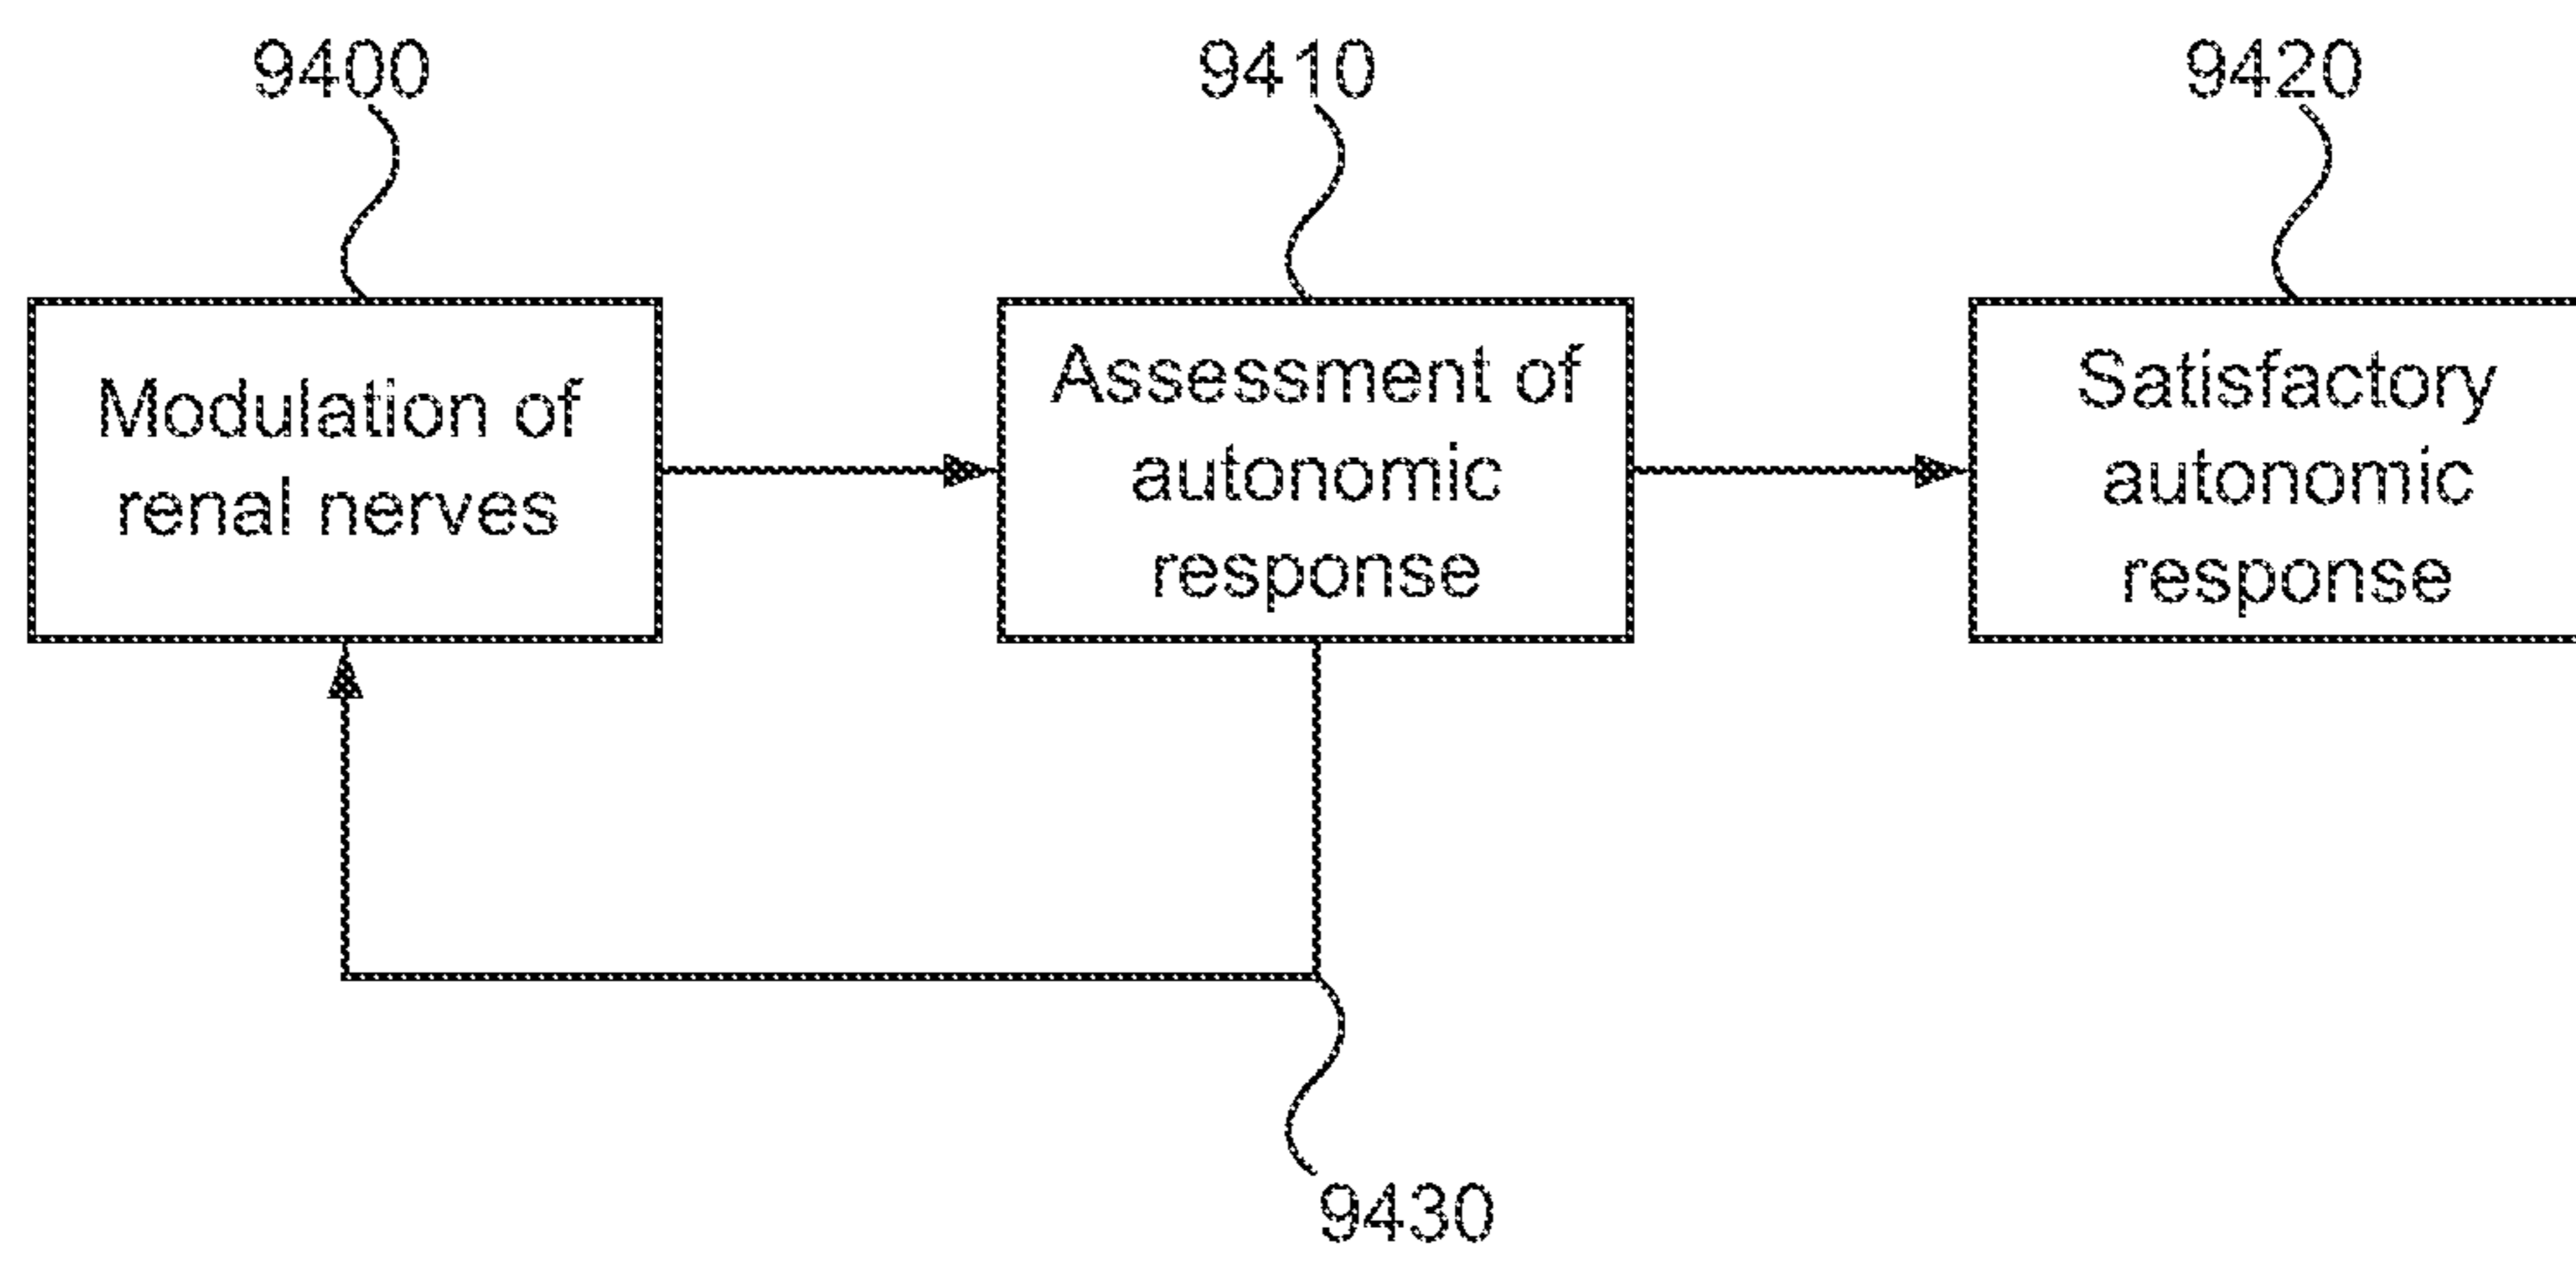 9400
9410
9420
Modulation of
renal nerves
Assessment of
autonomic
response
Satisfactory
autonomic
response
9430